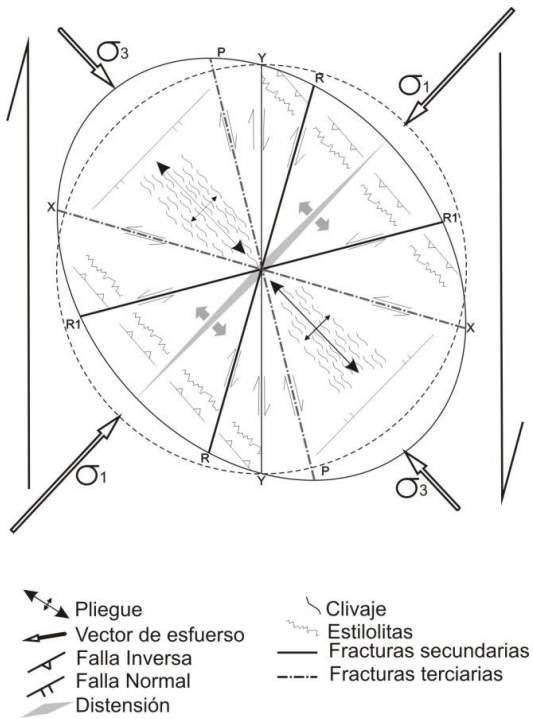 σ3
σ1
P
Y
R
X
R1
R1
X
R
Y
P
σ1
σ3
Pliegue
Vector de esfuerso
Falla Inversa
Falla Normal
Distensión
Clivaje
Estilolitas
Fracturas secundarias
Fracturas terciarias